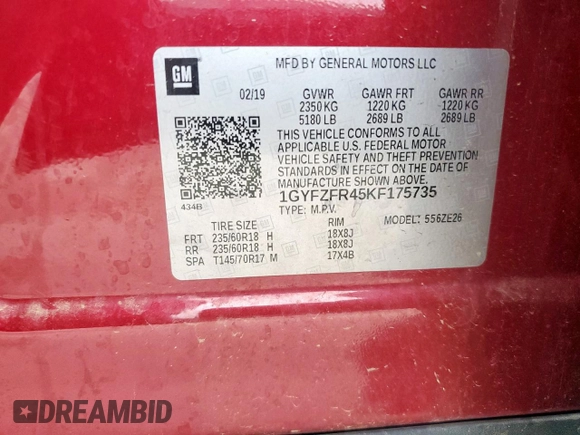 GM
MFD BY GENERAL MOTORS LLC
02/19 GVWR GAWR FRT GAWR RR
2350 KG 1220 KG 1220 KG
5180 LB 2689 LB 2689 LB
THIS VEHICLE CONFORMS TO ALL
APPLICABLE U.S. FEDERAL MOTOR
VEHICLE SAFETY AND THEFT PREVENTION
STANDARDS IN EFFECT ON THE DATE OF
MANUFACTURE SHOWN ABOVE.
434B 1GYFZFR45KF175735
TYPE: M.P.V. MODEL: 556ZE26
TIRE SIZE RIM
FRT 235/60R18 H 18X8J
RR 235/60R18 H 18X8J
SPA T145/70R17 M 17X4B
DREAMBID